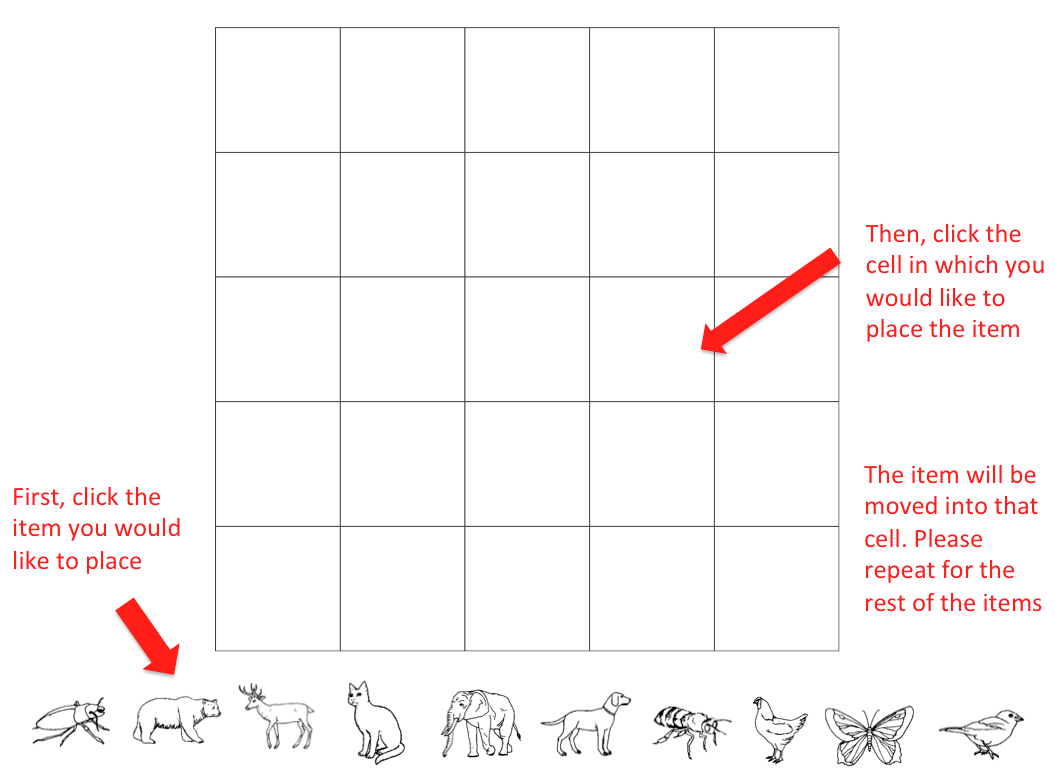 Then, click the
cell in which you
would like to
place the item
The item will be
moved into that
cell. Please
repeat for the
rest of the items
First, click the
item you would
like to place